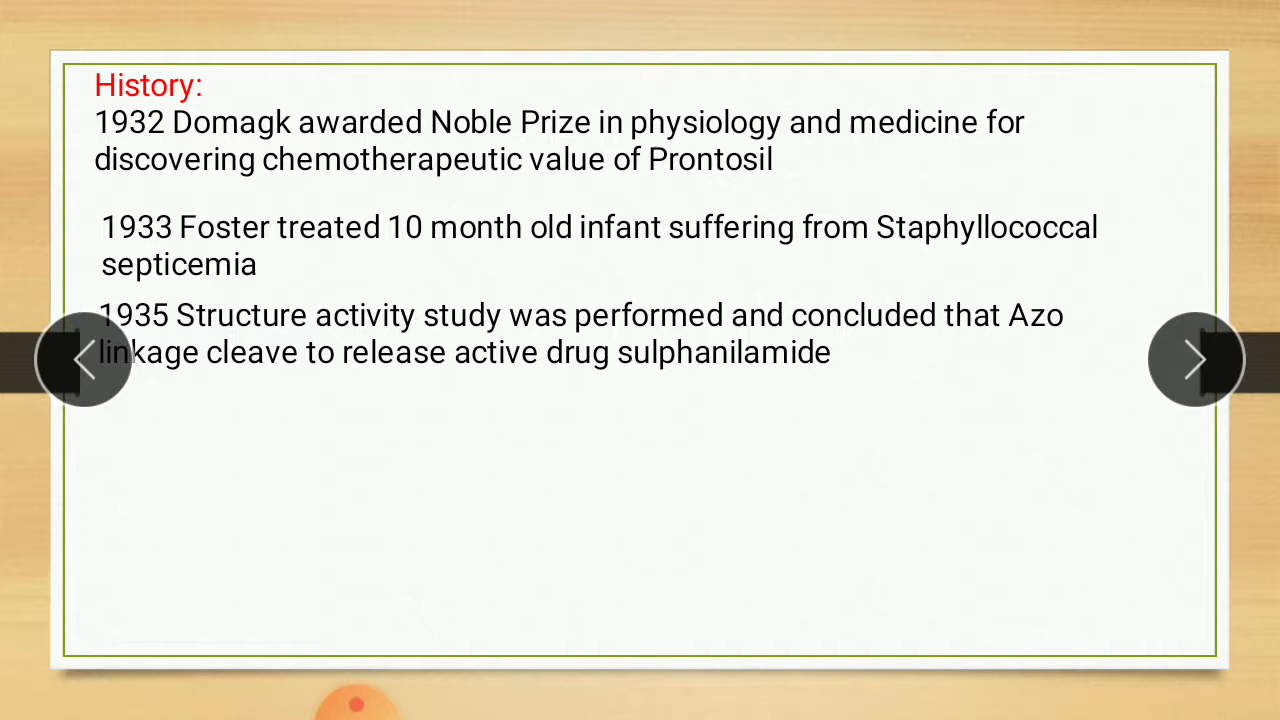 History:
1932 Domagk awarded Noble Prize in physiology and medicine for
discovering chemotherapeutic value of Prontosil
1933 Foster treated 10 month old infant suffering from Staphyllococcal
septicemia
1935 Structure activity study was performed and concluded that Azo
linkage cleave to release active drug sulphanilamide